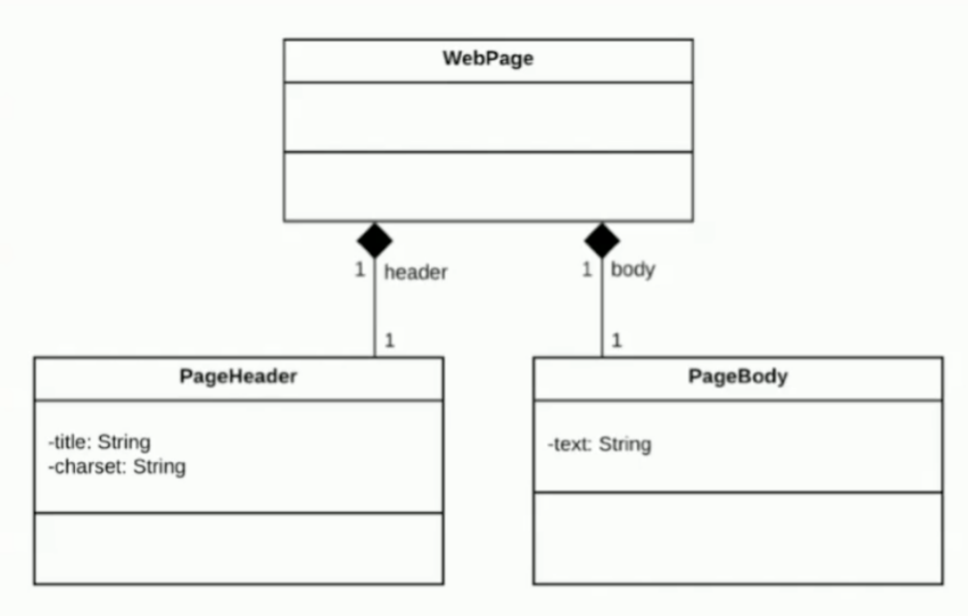 WebPage
1 header
1 body
1
1
PageHeader
-title: String
-charset: String
PageBody
-text: String